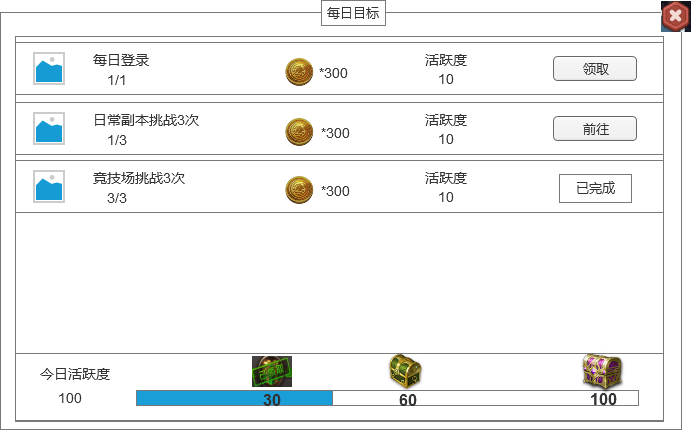 每日目标
每日登录
1/1
*300
活跃度
10
领取
日常副本挑战3次
1/3
*300
活跃度
10
前往
竟技场挑战3次
3/3
*300
活跃度
10
已完成
今日活跃度
100
30
60
100